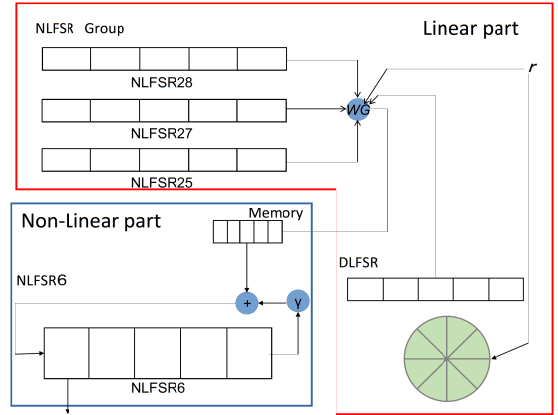 NLFSR Group
Linear part
NLFSR28
r
WG
NLFSR27
NLFSR25
Non-Linear part
Memory
DLFSR
NLFSR6
+
γ
NLFSR6